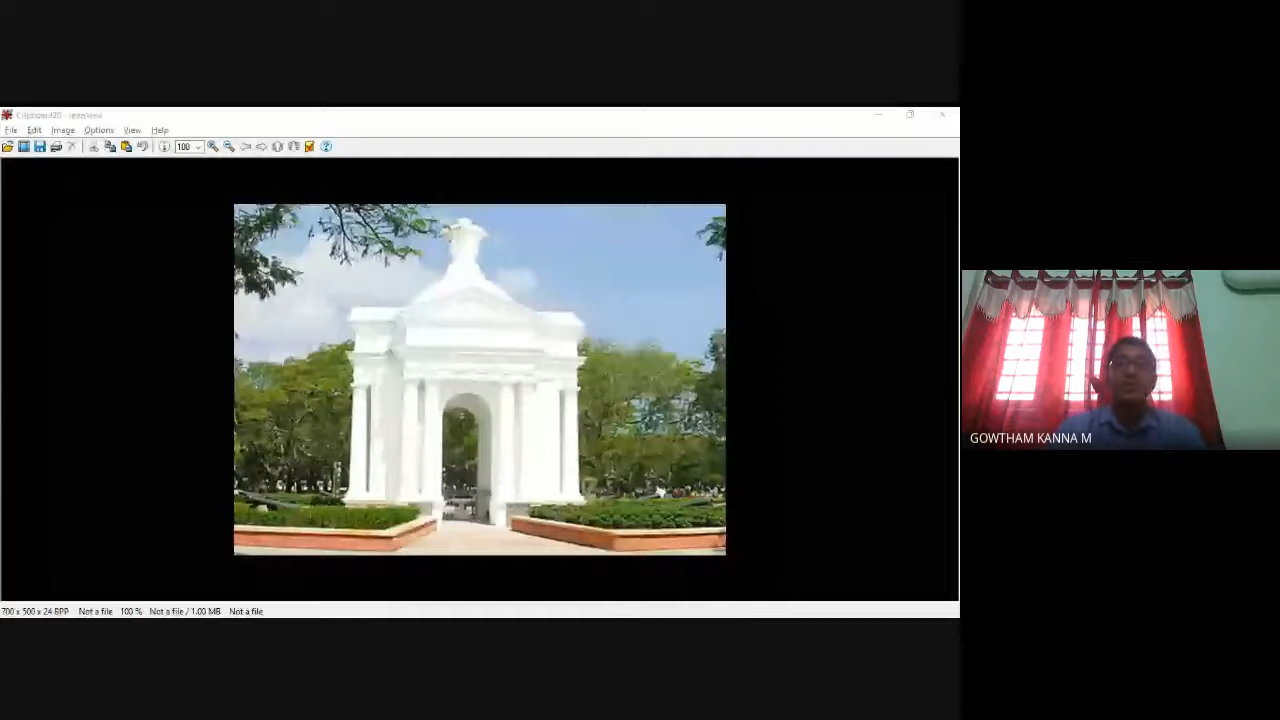 File Edit Image Options View Help
100
700 x 500 x 24 BPP Not a file 100 % Not a file / 1.00 MB Not a file
GOWTHAM KANNA M